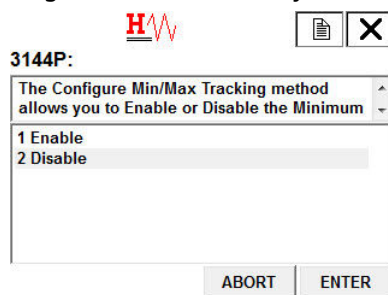 H
3144P:
The Configure Min/Max Tracking method
allows you to Enable or Disable the Minimum
1 Enable
2 Disable
ABORT ENTER